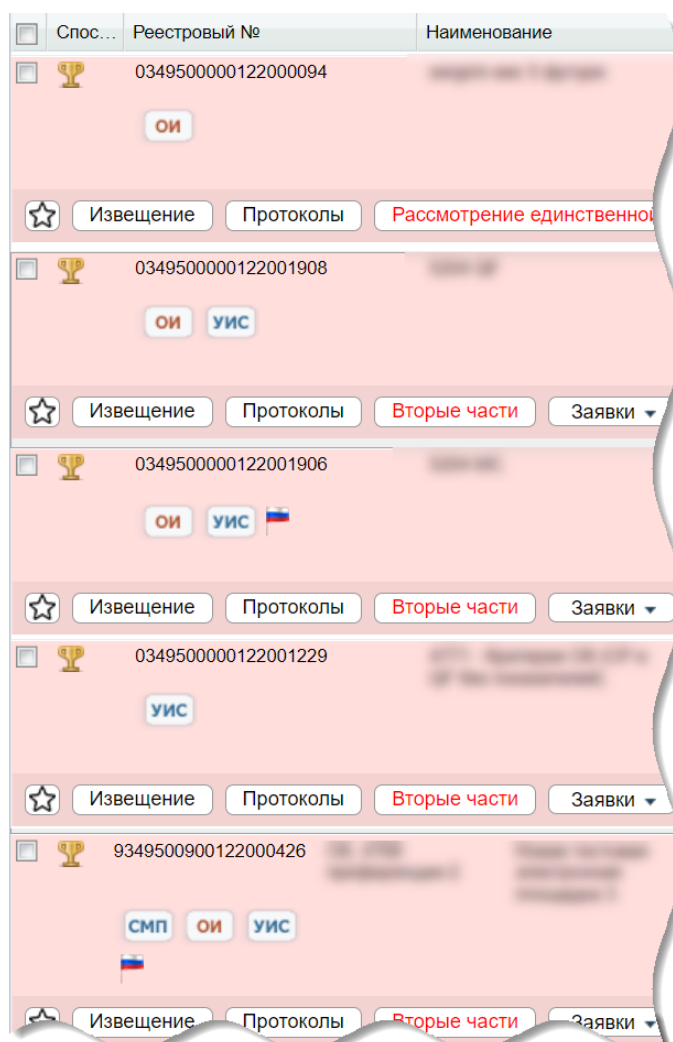 Спос... Реестровый № Наименование
0349500000122000094
ОИ
Извещение Протоколы Рассмотрение единственной
0349500000122001908
ОИ УИС
Извещение Протоколы Вторые части Заявки
0349500000122001906
ОИ УИС
Извещение Протоколы Вторые части Заявки
0349500000122001229
УИС
Извещение Протоколы Вторые части Заявки
9349500900122000426
СМП ОИ УИС
Извещение Протоколы Вторые части Заявки